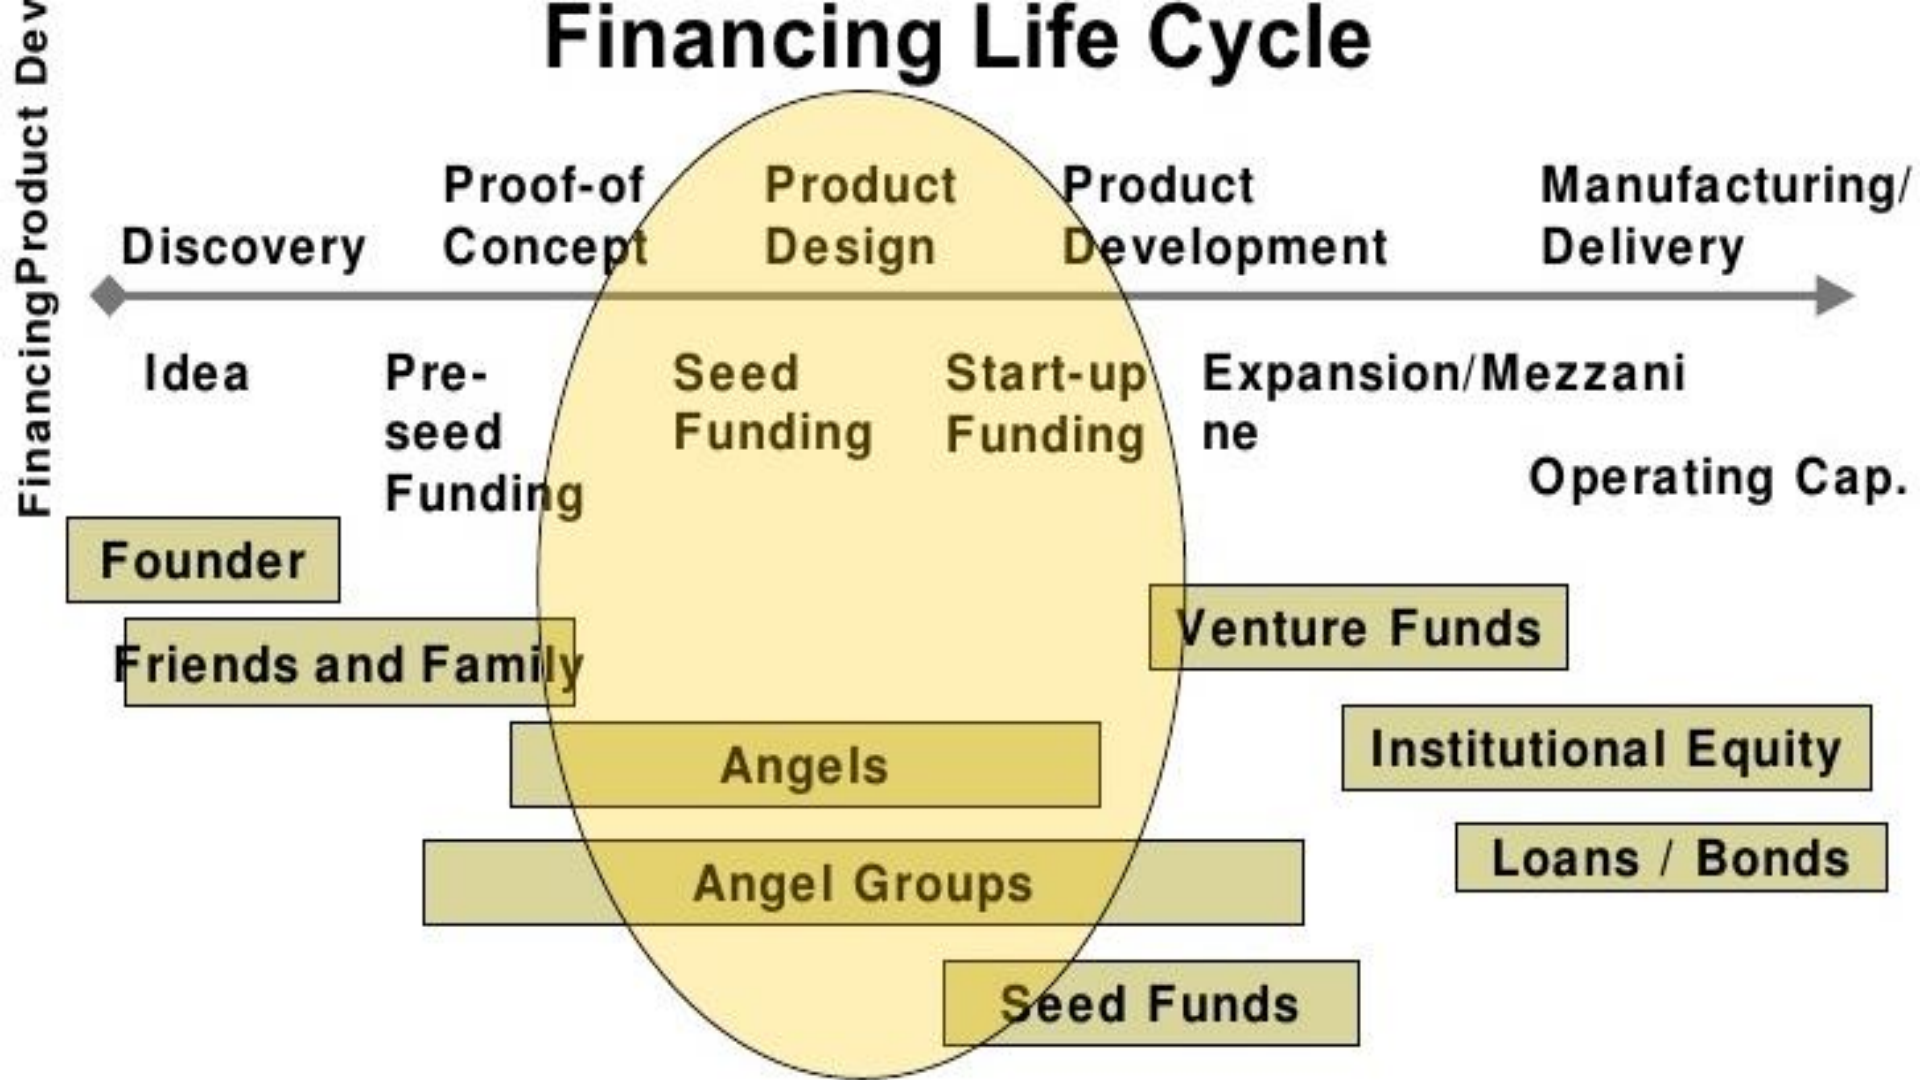 Financing Life Cycle
Product Dev
Financing
Discovery
Proof-of
Concept
Product
Design
Product
Development
Manufacturing/
Delivery
Idea
Pre-
seed
Funding
Seed
Funding
Start-up
Funding
Expansion/Mezzani
ne
Operating Cap.
Founder
Friends and Family
Venture Funds
Angels
Institutional Equity
Angel Groups
Loans / Bonds
Seed Funds